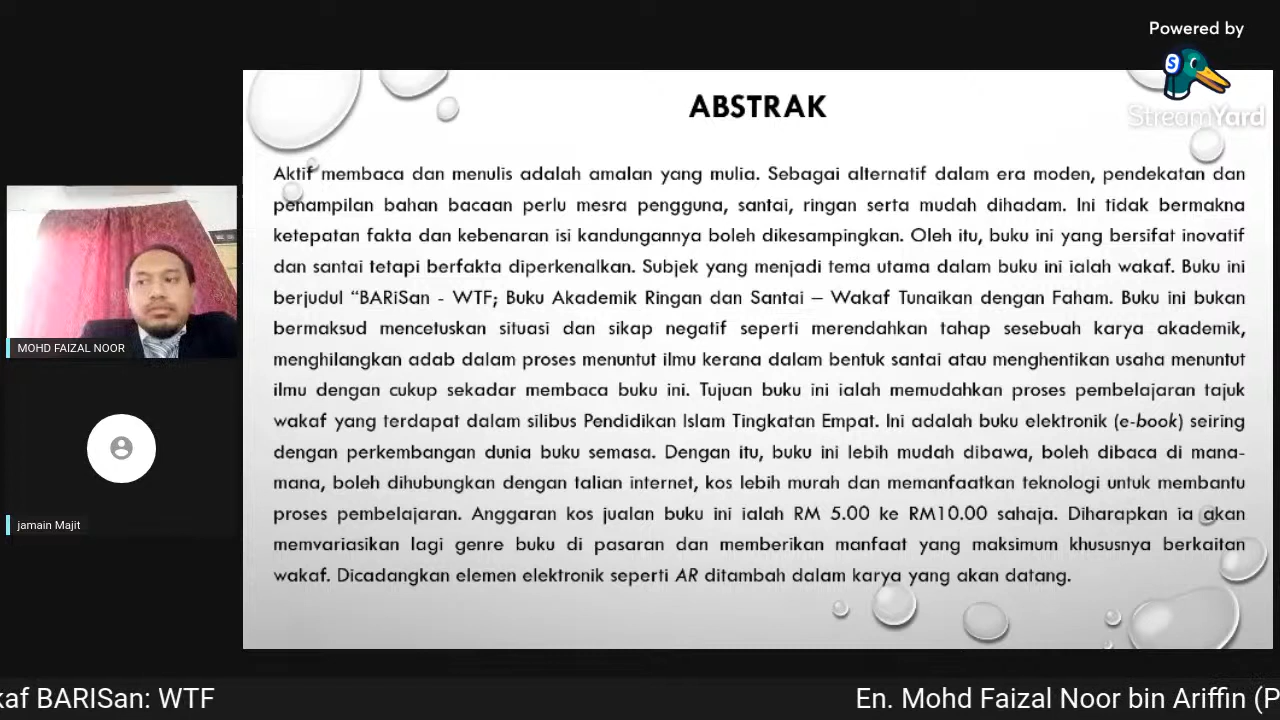 Powered by
StreamYard
ABSTRAK
Aktif membaca dan menulis adalah amalan yang mulia. Sebagai alternatif dalam era moden, pendekatan dan
penampilan bahan bacaan perlu mesra pengguna, santai, ringan serta mudah dihadam. Ini tidak bermakna
ketepatan fakta dan kebenaran isi kandungannya boleh dikesampingkan. Oleh itu, buku ini yang bersifat inovatif
dan santai tetapi berfakta diperkenalkan. Subjek yang menjadi tema utama dalam buku ini ialah wakaf. Buku ini
berjudul “BARiSan - WTF; Buku Akademik Ringan dan Santai – Wakaf Tunaikan dengan Faham. Buku ini bukan
bermaksud mencetuskan situasi dan sikap negatif seperti merendahkan tahap sesebuah karya akademik,
menghilangkan adab dalam proses menuntut ilmu kerana dalam bentuk santai atau menghentikan usaha menuntut
ilmu dengan cukup sekadar membaca buku ini. Tujuan buku ini ialah memudahkan proses pembelajaran tajuk
wakaf yang terdapat dalam silibus Pendidikan Islam Tingkatan Empat. Ini adalah buku elektronik (e-book) seiring
dengan perkembangan dunia buku semasa. Dengan itu, buku ini lebih mudah dibawa, boleh dibaca di mana-
mana, boleh dihubungkan dengan talian internet, kos lebih murah dan memanfaatkan teknologi untuk membantu
proses pembelajaran. Anggaran kos jualan buku ini ialah RM 5.00 ke RM10.00 sahaja. Diharapkan ia akan
memvariasikan lagi genre buku di pasaran dan memberikan manfaat yang maksimum khususnya berkaitan
wakaf. Dicadangkan elemen elektronik seperti AR ditambah dalam karya yang akan datang.
MOHD FAIZAL NOOR
jamain Majit
kaf BARISan: WTF
En. Mohd Faizal Noor bin Ariffin (P